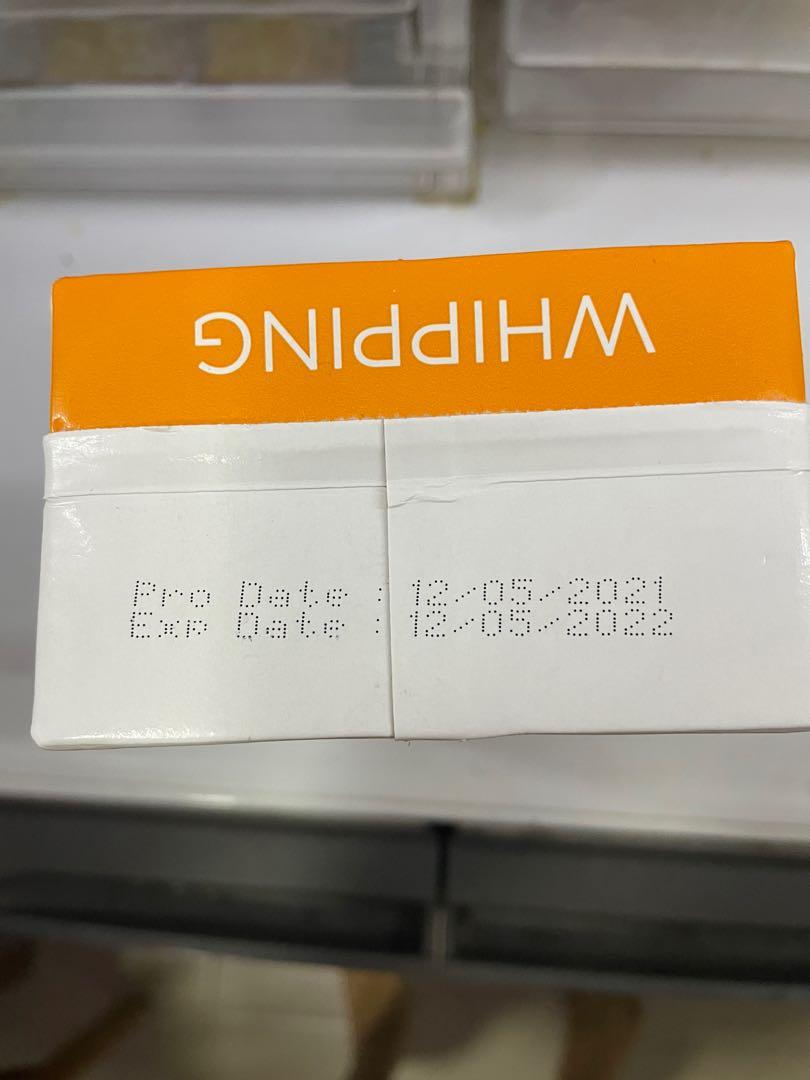 WHIPPING
Pro Date : 12/05/2021
Exp Date : 12/05/2022